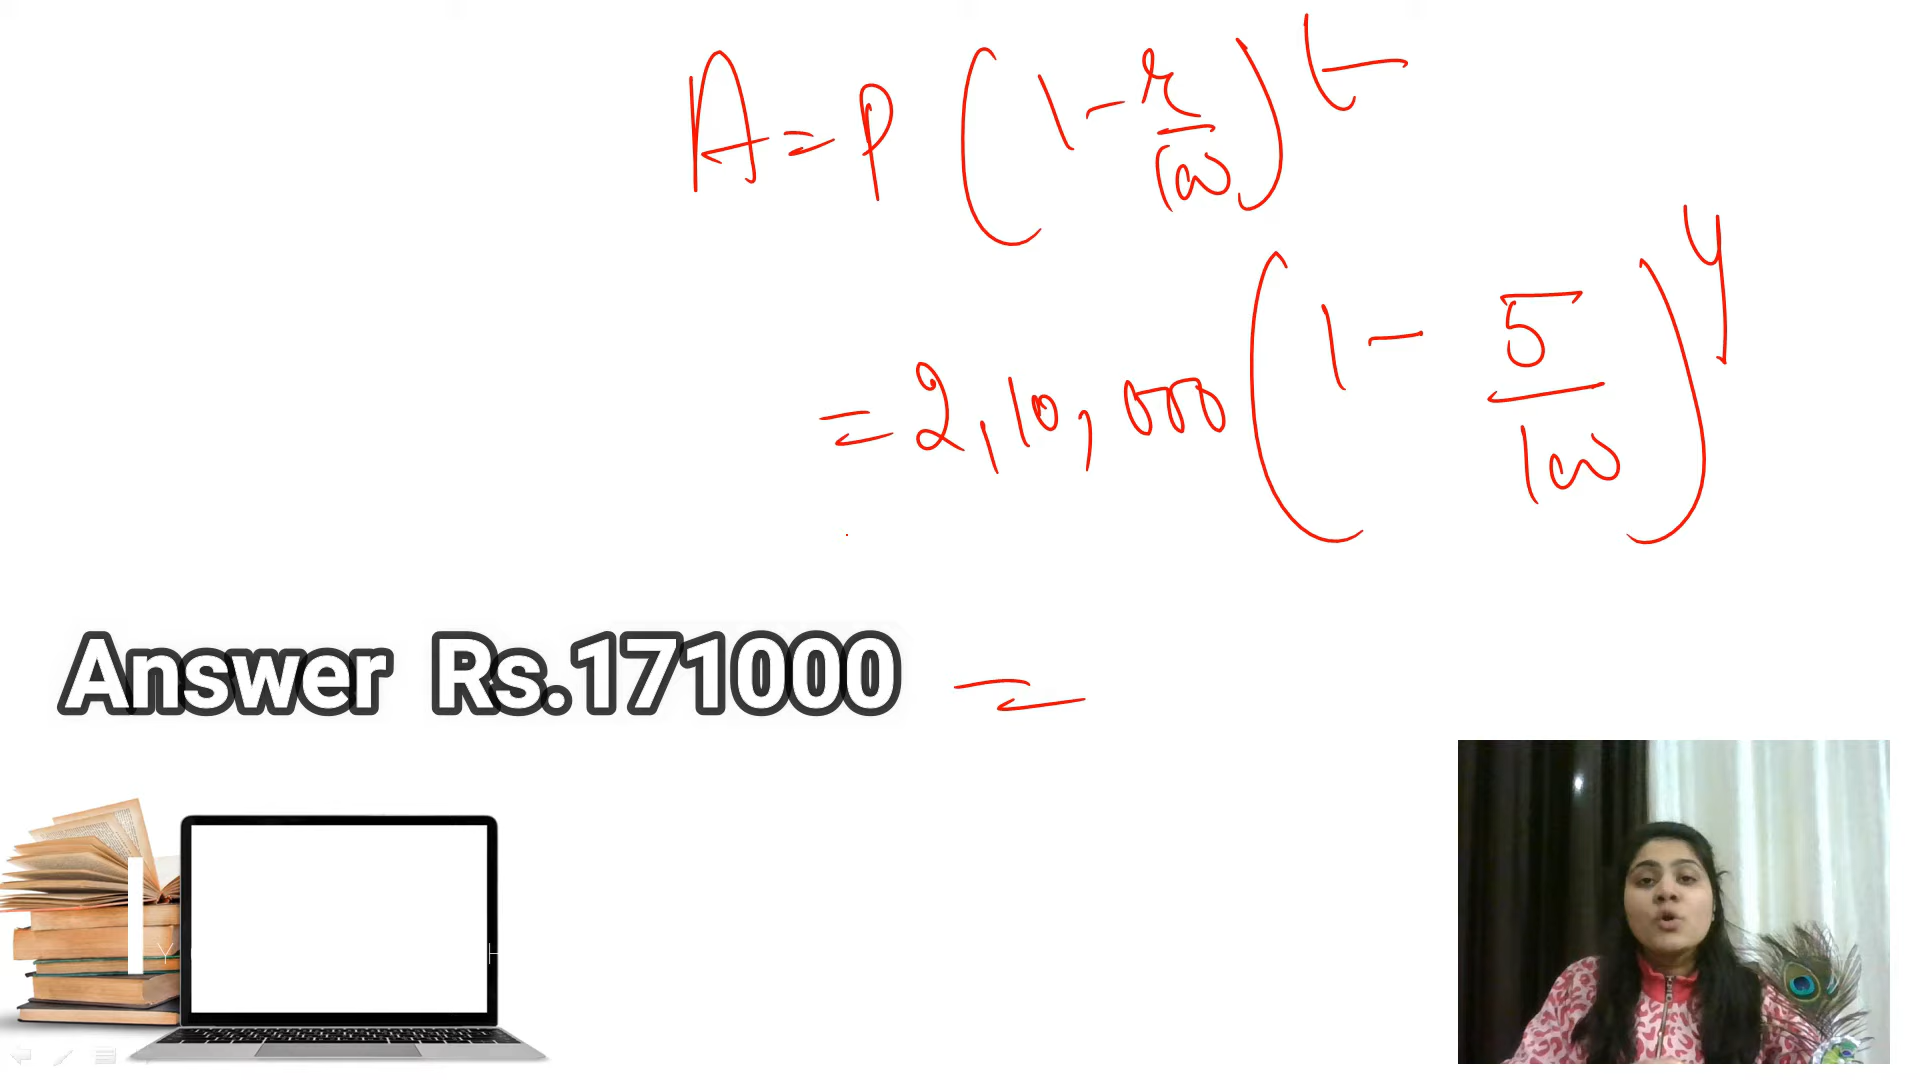 A = P (1 - r/100)^t
= 2,10,000 (1 - 5/100)^4
Answer Rs.171000 =
Y
H